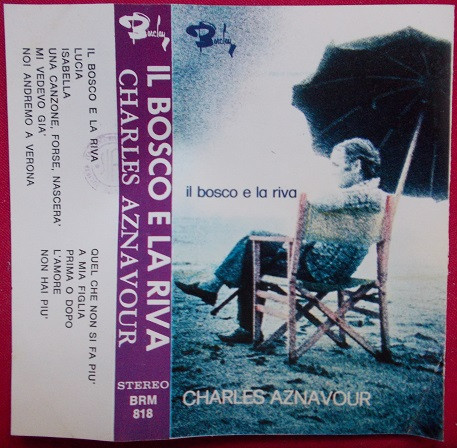 IL BOSCO E LA RIVA
LUCIA
ISABELLA
UNA CANZONE, FORSE, NASCERA'
MI VEDEVO GIA'
NOI ANDREMO A VERONA
QUEL CHE NON SI FA PIU'
A MIA FIGLIA
PRIMA O DOPO
L'AMORE
NON HAI PIU'
Barclay
IL BOSCO E LA RIVA
CHARLES AZNAVOUR
STEREO
BRM
818
Barclay
il bosco e la riva
CHARLES AZNAVOUR